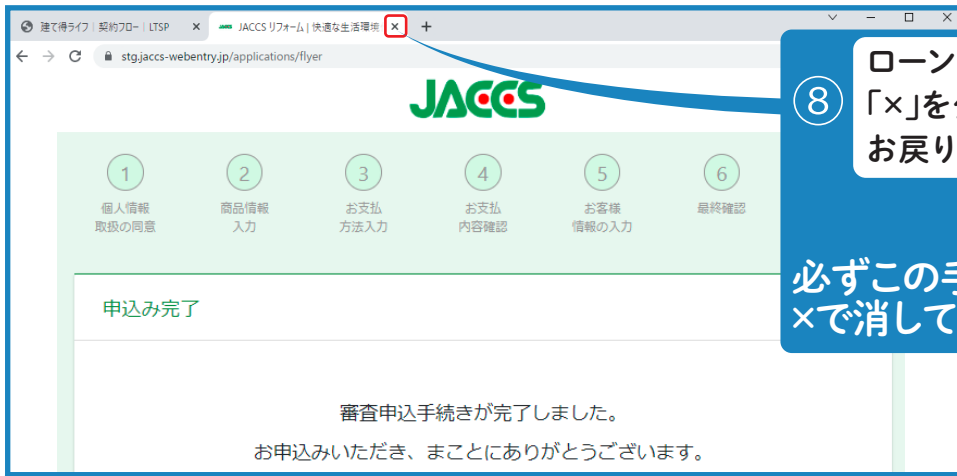 建て得ライフ | 契約フロー | LTSP
JACCS リフォーム | 快適な生活環境
stg.jaccs-webentry.jp/applications/flyer
JACCS
⑧
ローン
「×」を
お戻り
1
個人情報
取扱の同意
2
商品情報
入力
3
お支払
方法入力
4
お支払
内容確認
5
お客様
情報の入力
6
最終確認
必ずこの手
×で消して
申込み完了
審査申込手続きが完了しました。
お申込みいただき、まことにありがとうございます。